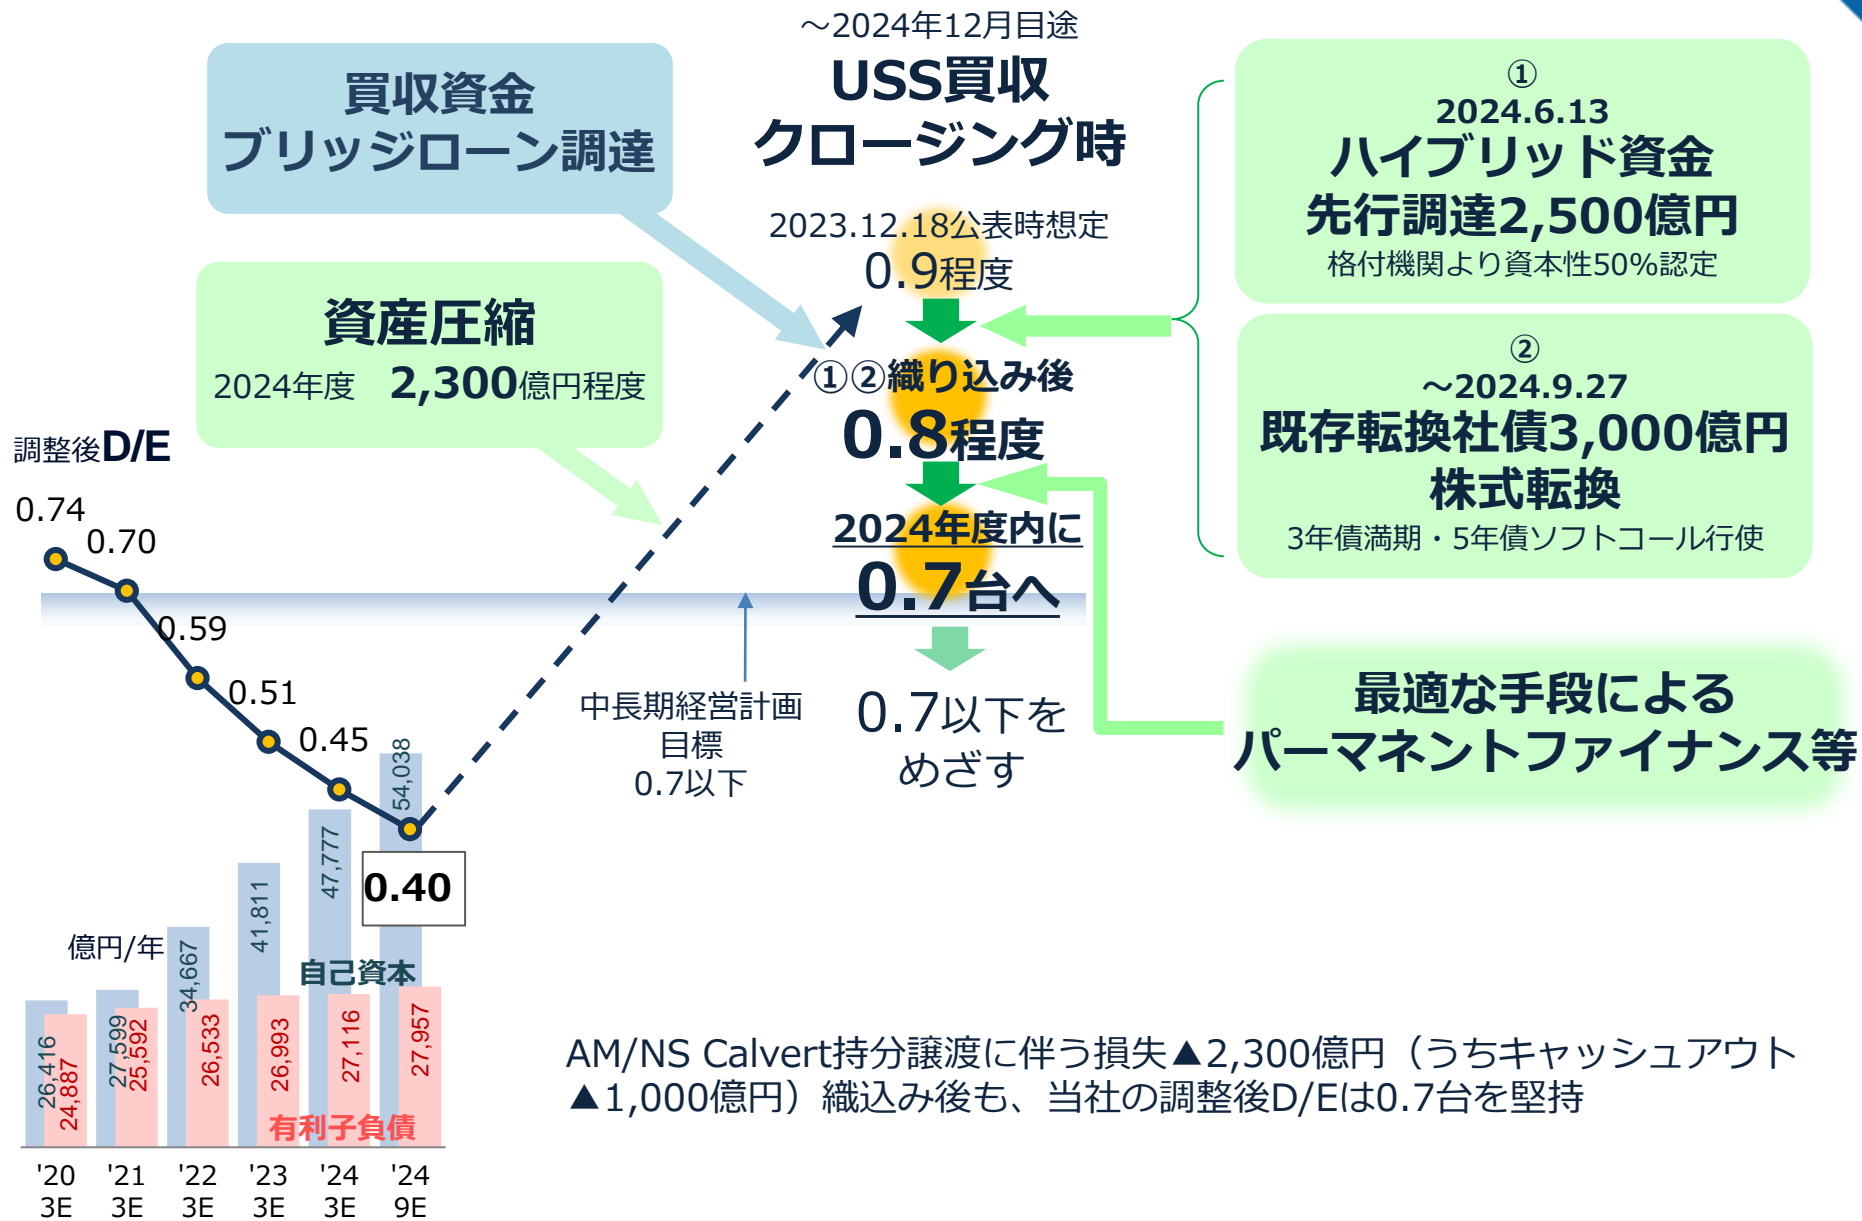 ～2024年12月目途
USS買収
クロージング時
買収資金
ブリッジローン調達
①
2024.6.13
ハイブリッド資金
先行調達2,500億円
格付機関より資本性50%認定
2023.12.18公表時想定
0.9程度
資産圧縮
2024年度　2,300億円程度
①②織り込み後
0.8程度
②
～2024.9.27
既存転換社債3,000億円
株式転換
3年債満期・5年債ソフトコール行使
調整後D/E
2024年度内に
0.7台へ
0.74
0.70
0.59
0.51
0.45
0.40
中長期経営計画
目標
0.7以下
0.7以下を
めざす
最適な手段による
パーマネントファイナンス等
億円/年
自己資本
26,416
27,599
34,667
41,811
47,777
54,038
24,887
25,592
26,533
26,993
27,116
27,957
有利子負債
'20 '21 '22 '23 '24 '24
3E 3E 3E 3E 3E 9E
AM/NS Calvert持分譲渡に伴う損失▲2,300億円（うちキャッシュアウト
▲1,000億円）織込み後も、当社の調整後D/Eは0.7台を堅持